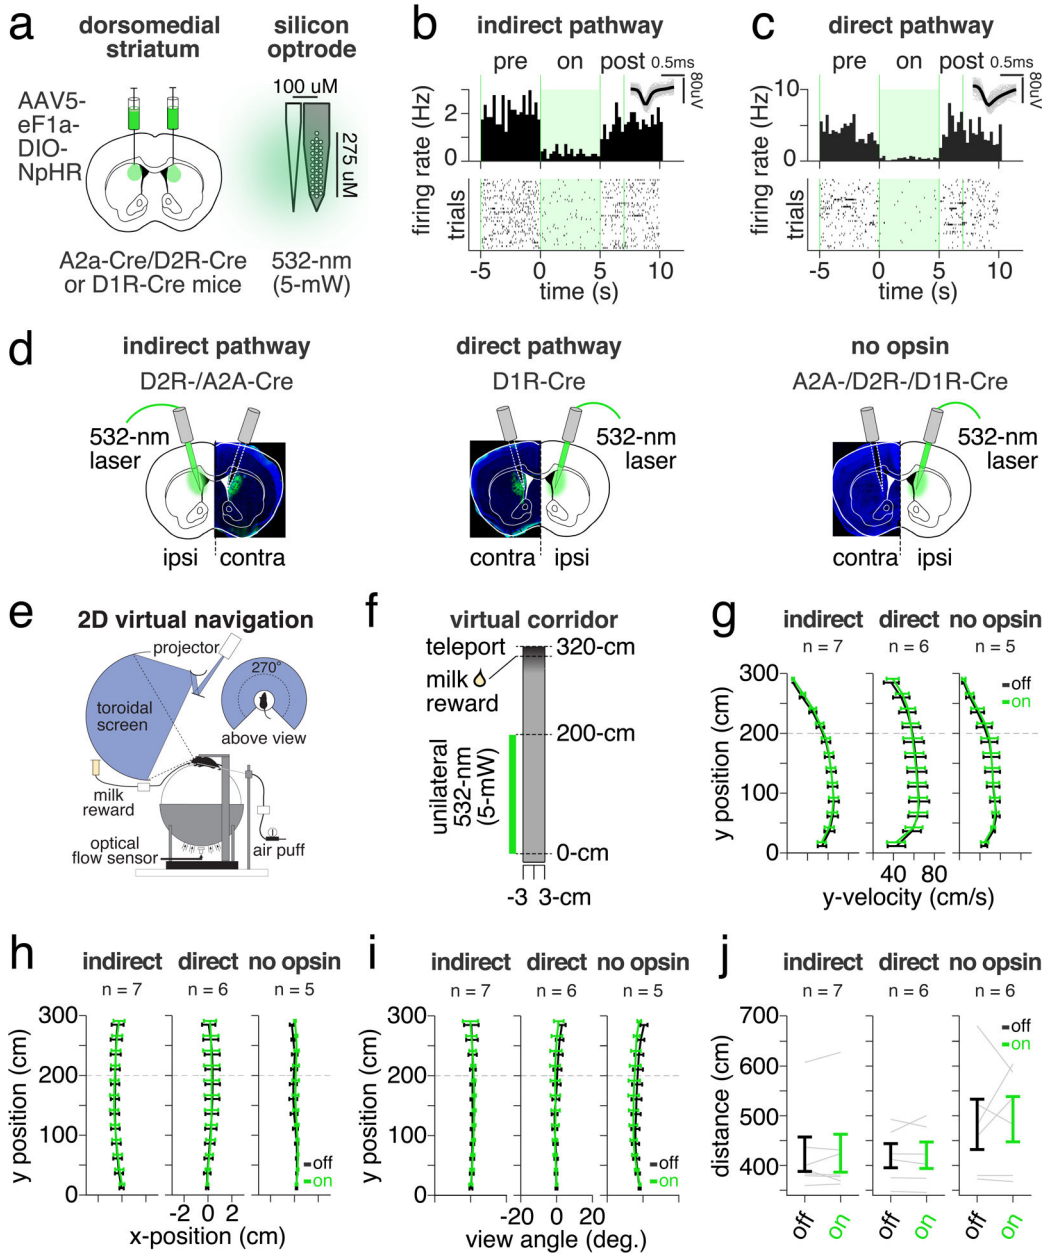 a
dorsomedial
striatum
silicon
optrode
100 uM
AAV5-
eF1a-
DIO-
NpHR
275 uM
A2a-Cre/D2R-Cre
or D1R-Cre mice
532-nm
(5-mW)
b
indirect pathway
pre
on
post
0.5ms
80uV
firing rate (Hz)
2
0
trials
-5
0
5
10
time (s)
c
direct pathway
pre
on
post
0.5ms
80uV
firing rate (Hz)
10
0
trials
-5
0
5
10
time (s)
d
indirect pathway
D2R-/A2A-Cre
532-nm
laser
ipsi
contra
direct pathway
D1R-Cre
532-nm
laser
contra
ipsi
no opsin
A2A-/D2R-/D1R-Cre
532-nm
laser
contra
ipsi
e
2D virtual navigation
projector
270°
toroidal
screen
above view
milk
reward
optical
flow sensor
air puff
f
virtual corridor
teleport
320-cm
milk
reward
200-cm
unilateral
532-nm
(5-mW)
0-cm
-3
3-cm
g
indirect
direct
no opsin
n = 7
n = 6
n = 5
off
on
y position (cm)
300
200
100
0
40
80
y-velocity (cm/s)
h
indirect
direct
no opsin
n = 7
n = 6
n = 5
y position (cm)
300
200
100
0
off
on
-2
0
2
x-position (cm)
i
indirect
direct
no opsin
n = 7
n = 6
n = 5
y position (cm)
300
200
100
0
off
on
-20
0
20
view angle (deg.)
j
indirect
direct
no opsin
n = 7
n = 6
n = 6
off
on
distance (cm)
700
600
500
400
off
on
off
on
off
on